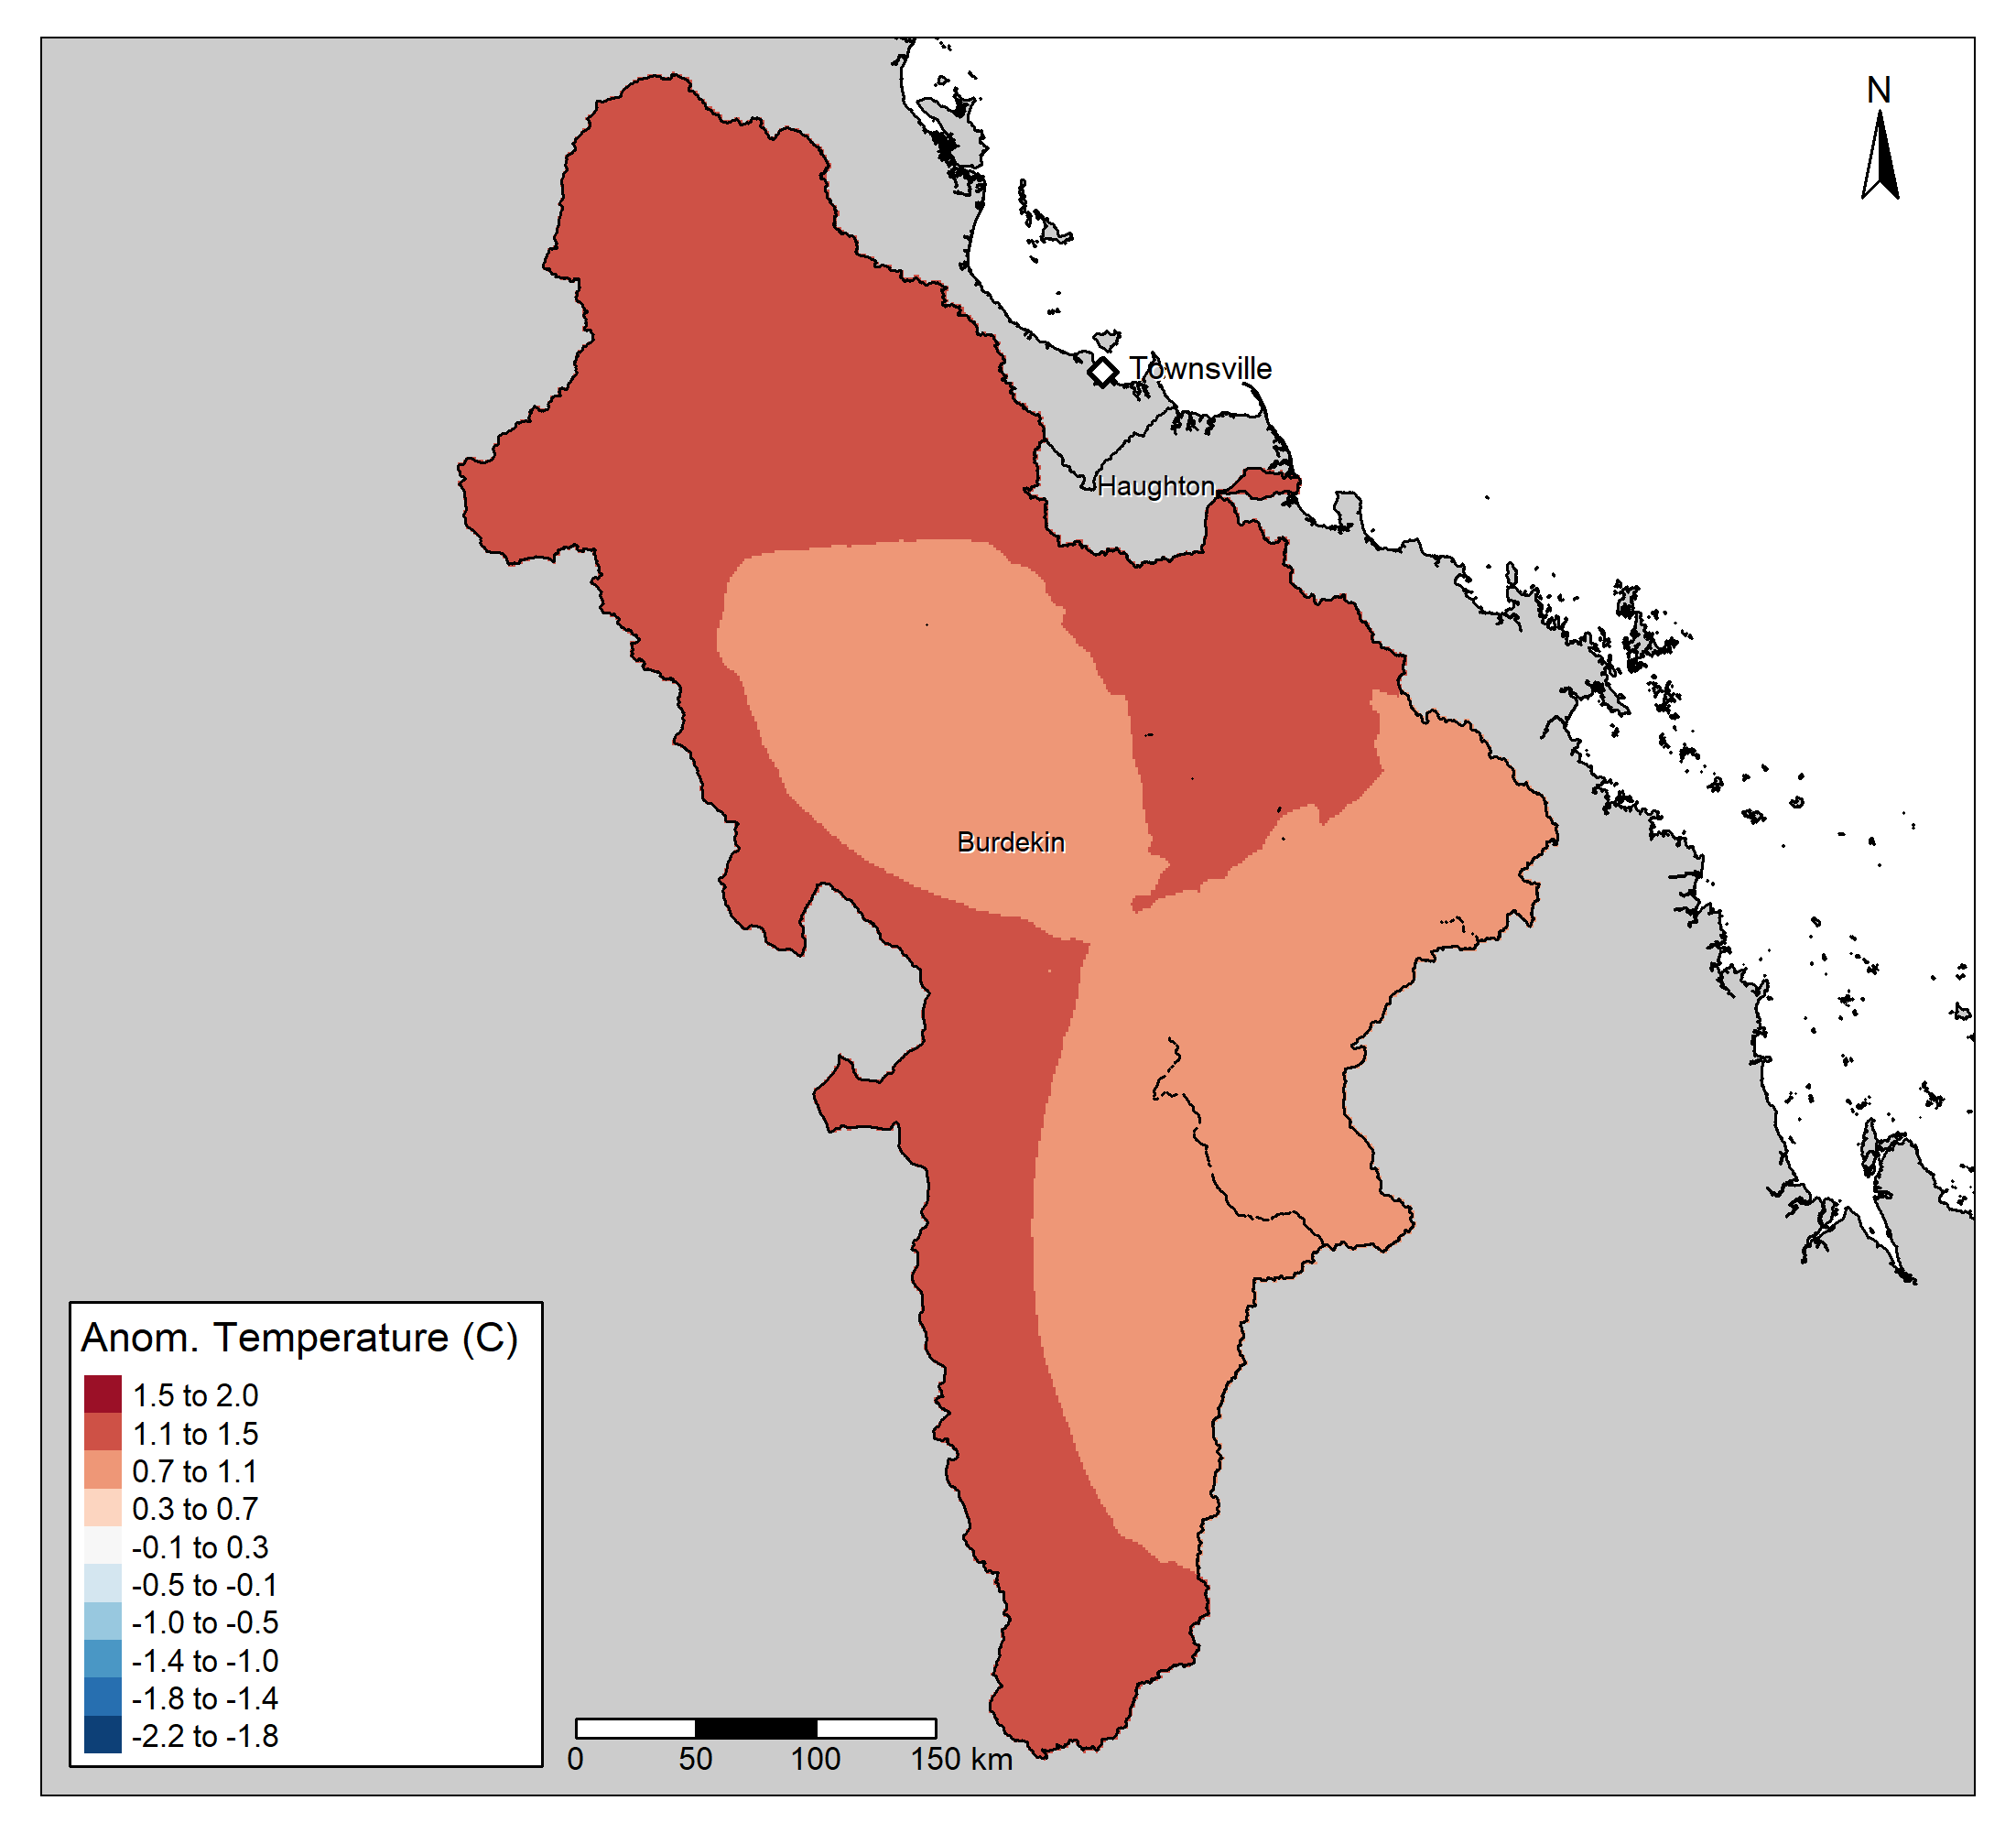 N
Townsville
Haughton
Burdekin
Anom. Temperature (C)
1.5 to 2.0
1.1 to 1.5
0.7 to 1.1
0.3 to 0.7
-0.1 to 0.3
-0.5 to -0.1
-1.0 to -0.5
-1.4 to -1.0
-1.8 to -1.4
-2.2 to -1.8
0 50 100 150 km